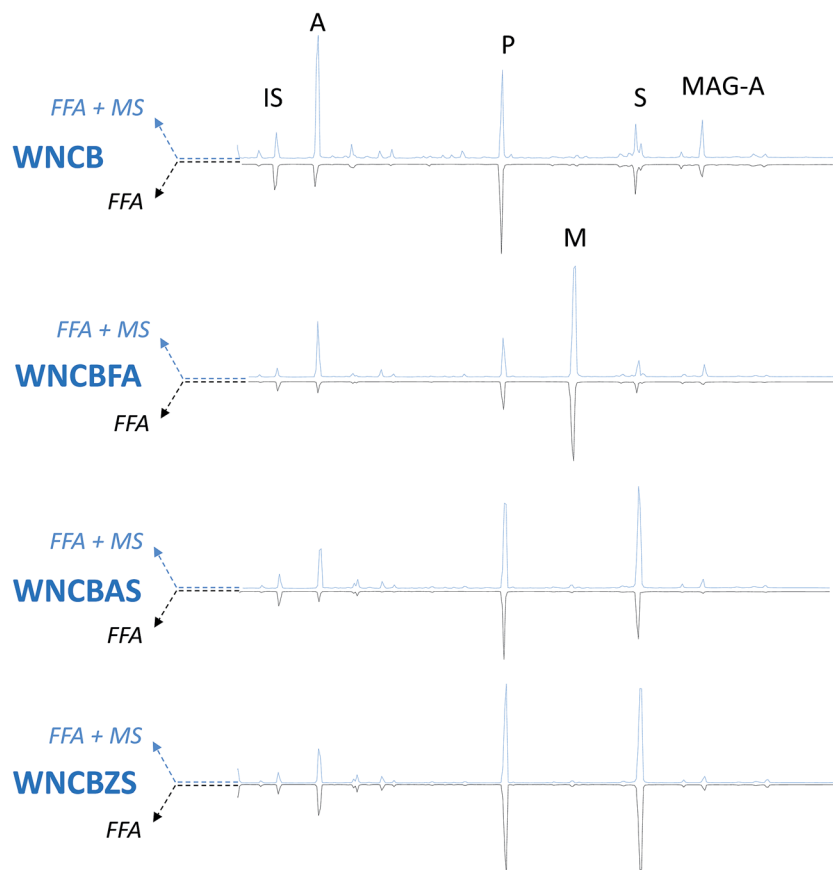 A
P
IS
S
MAG-A
FFA + MS
WNCB
FFA
M
FFA + MS
WNCBFA
FFA
FFA + MS
WNCBAS
FFA
FFA + MS
WNCBZS
FFA